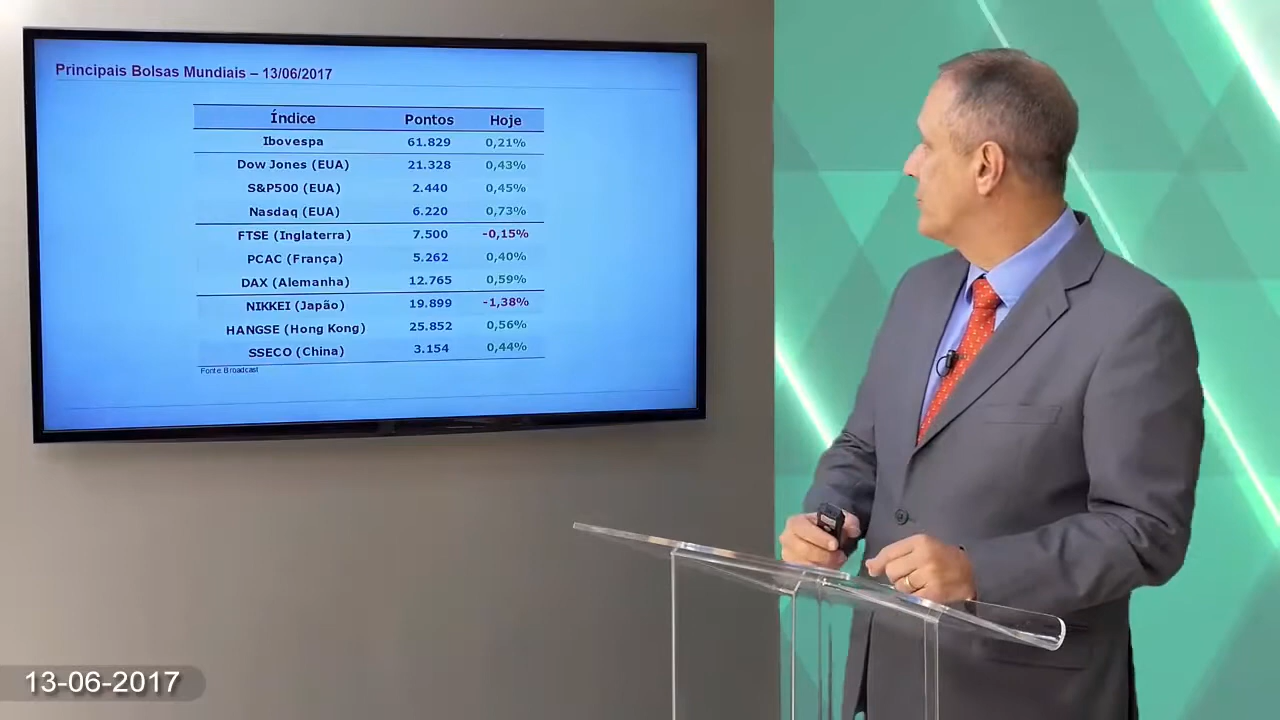 Principais Bolsas Mundiais – 13/06/2017
Índice Pontos Hoje
Ibovespa 61.829 0,21%
Dow Jones (EUA) 21.328 0,43%
S&P500 (EUA) 2.440 0,45%
Nasdaq (EUA) 6.220 0,73%
FTSE (Inglaterra) 7.500 -0,15%
PCAC (França) 5.262 0,40%
DAX (Alemanha) 12.765 0,59%
NIKKEI (Japão) 19.899 -1,38%
HANGSE (Hong Kong) 25.852 0,56%
SSECO (China) 3.154 0,44%
Fonte Broadcast
13-06-2017